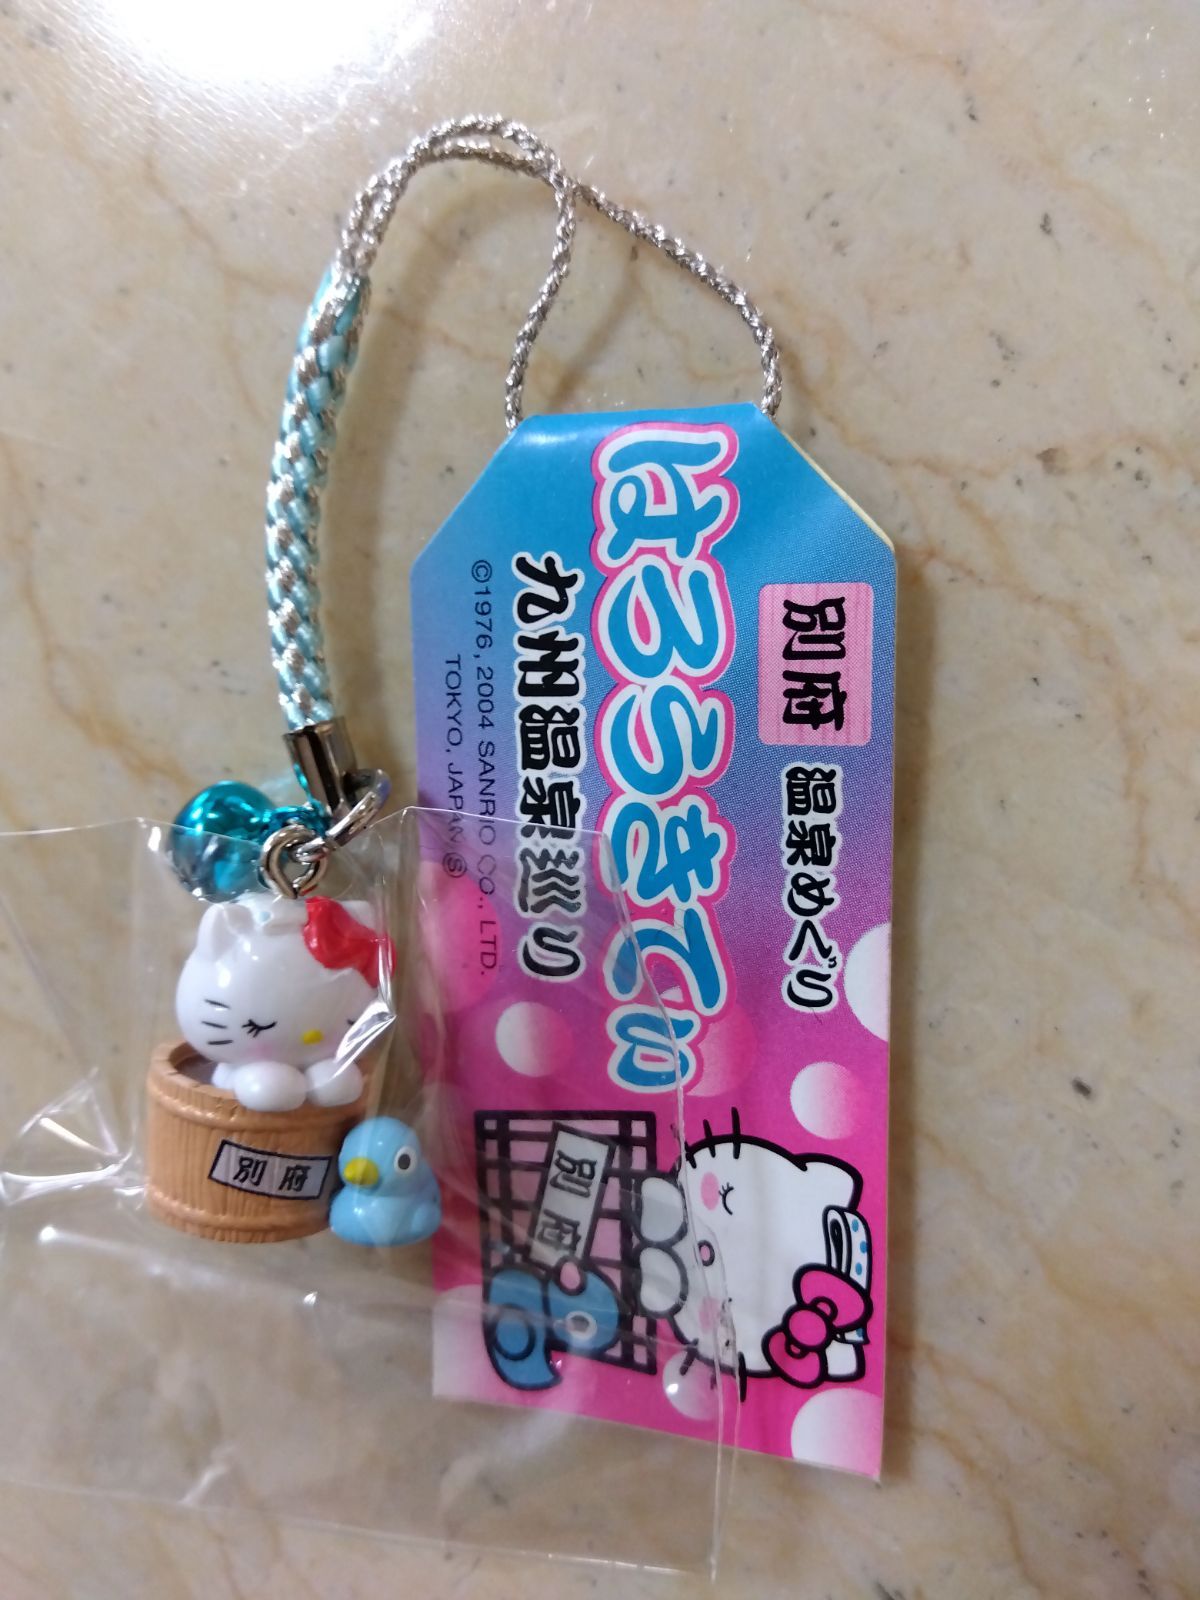 別府 温泉めぐり
はろうきてぃ
九州温泉巡り
©1976, 2004 SANRIO CO., LTD.
TOKYO, JAPAN Ⓢ
別府
別府